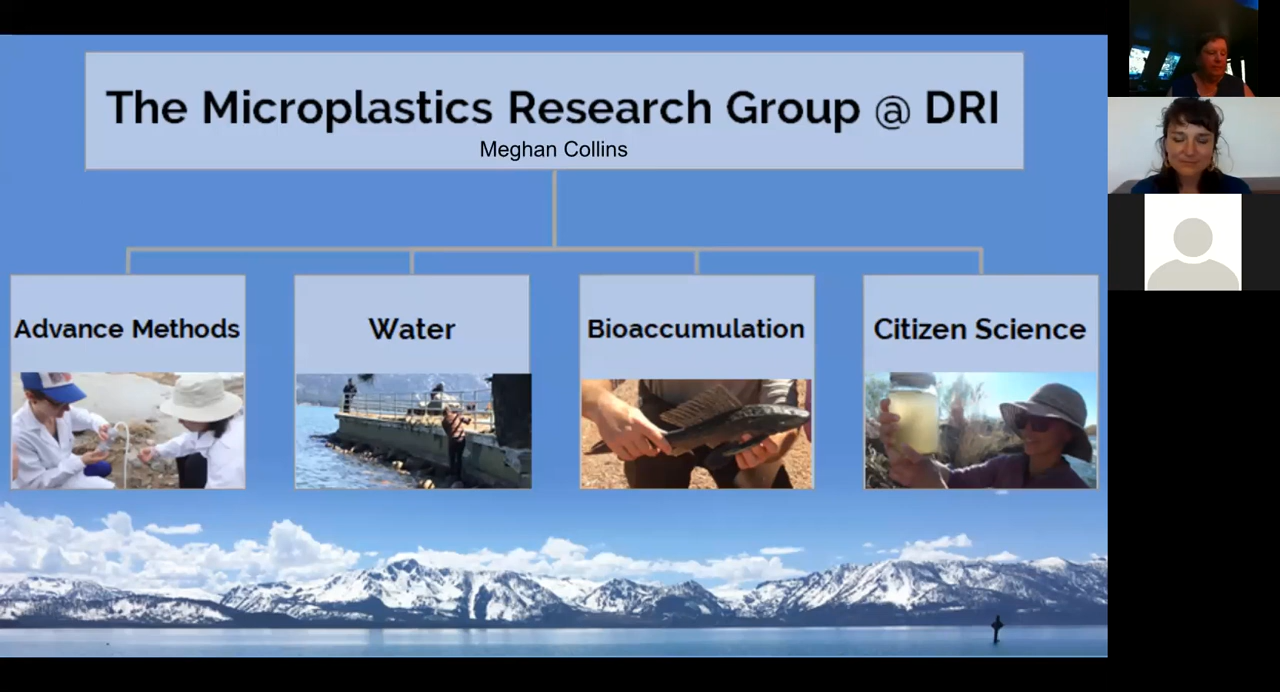 The Microplastics Research Group @ DRI
Meghan Collins
Advance Methods
Water
Bioaccumulation
Citizen Science